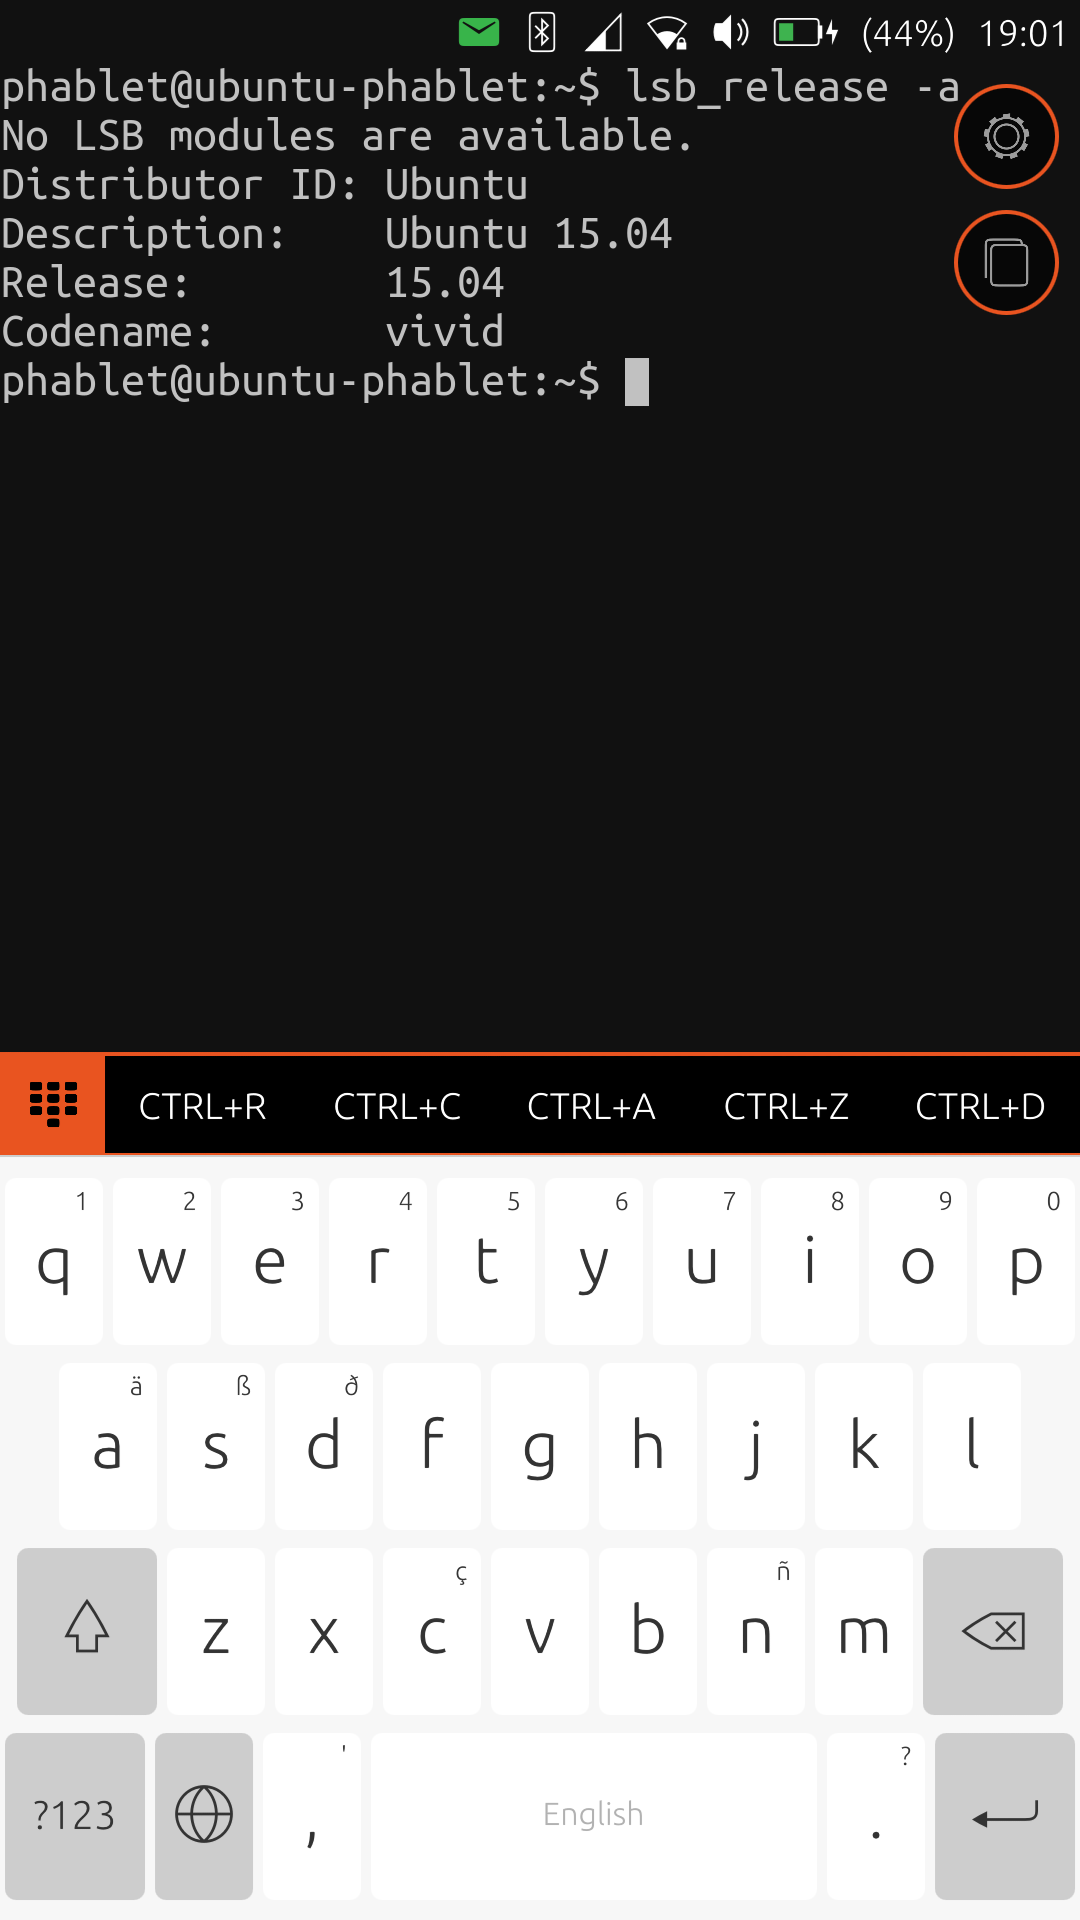 (44%) 19:01
phablet@ubuntu-phablet:~$ lsb_release -a
No LSB modules are available.
Distributor ID: Ubuntu
Description:    Ubuntu 15.04
Release:        15.04
Codename:       vivid
phablet@ubuntu-phablet:~$
CTRL+R CTRL+C CTRL+A CTRL+Z CTRL+D
1 2 3 4 5 6 7 8 9 0
q w e r t y u i o p
ä ß ð
a s d f g h j k l
ç ñ
z x c v b n m
' ?
?123 , English .